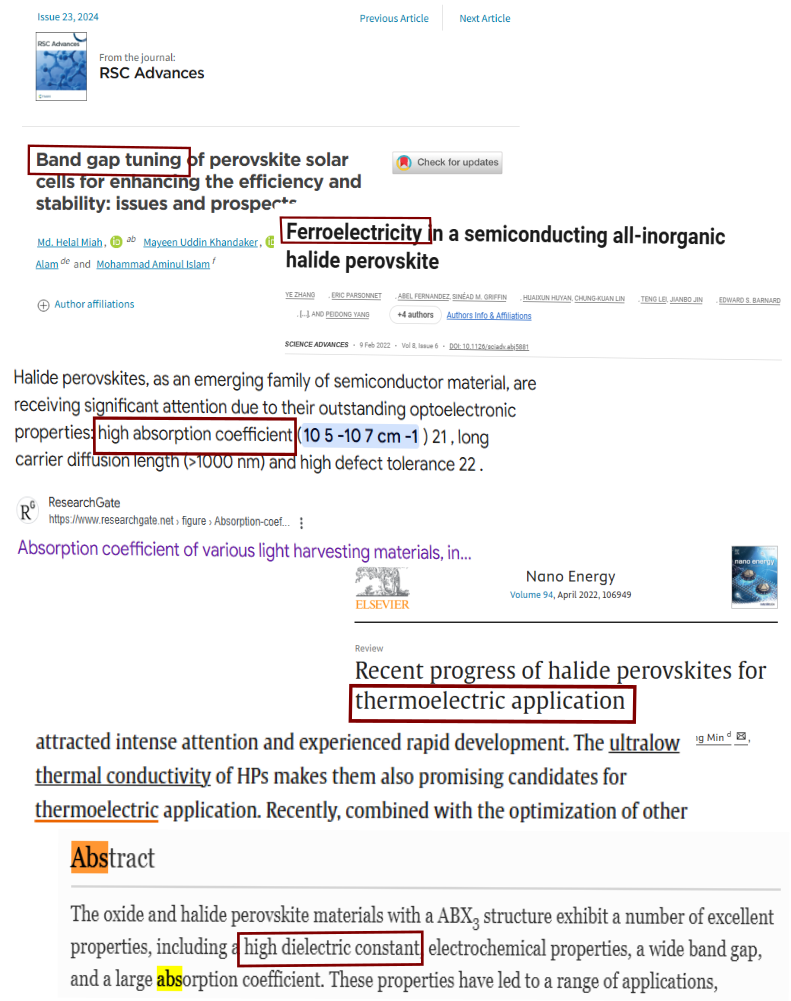 Issue 23, 2024
Previous Article
Next Article
RSC Advances
From the journal:
RSC Advances
Band gap tuning of perovskite solar
cells for enhancing the efficiency and
stability: issues and prospects
Check for updates
Md. Helal Miah, ab Mayeen Uddin Khandaker,
Alam de and Mohammad Aminul Islam f
Author affiliations
Ferroelectricity in a semiconducting all-inorganic
halide perovskite
YE ZHANG , ERIC PARSONNET , ABEL FERNANDEZ, SINÉAD M. GRIFFIN , HUAIXUN HUYAN, CHUNG-KUAN LIN , TENG LEI, JIANBO JIN , EDWARD S. BARNARD
, [...], AND PEIDONG YANG +4 authors Authors Info & Affiliations
SCIENCE ADVANCES • 9 Feb 2022 • Vol 8, Issue 6 • DOI: 10.1126/sciadv.abj5881
Halide perovskites, as an emerging family of semiconductor material, are
receiving significant attention due to their outstanding optoelectronic
properties: high absorption coefficient (10 5 -10 7 cm -1 ) 21 , long
carrier diffusion length (>1000 nm) and high defect tolerance 22 .
RG
ResearchGate
https://www.researchgate.net › figure › Absorption-coef...
Absorption coefficient of various light harvesting materials, in...
ELSEVIER
Nano Energy
Volume 94, April 2022, 106949
nano energy
Review
Recent progress of halide perovskites for
thermoelectric application
g Min d ,
attracted intense attention and experienced rapid development. The ultralow
thermal conductivity of HPs makes them also promising candidates for
thermoelectric application. Recently, combined with the optimization of other
Abstract
The oxide and halide perovskite materials with a ABX3 structure exhibit a number of excellent
properties, including a high dielectric constant, electrochemical properties, a wide band gap,
and a large absorption coefficient. These properties have led to a range of applications,